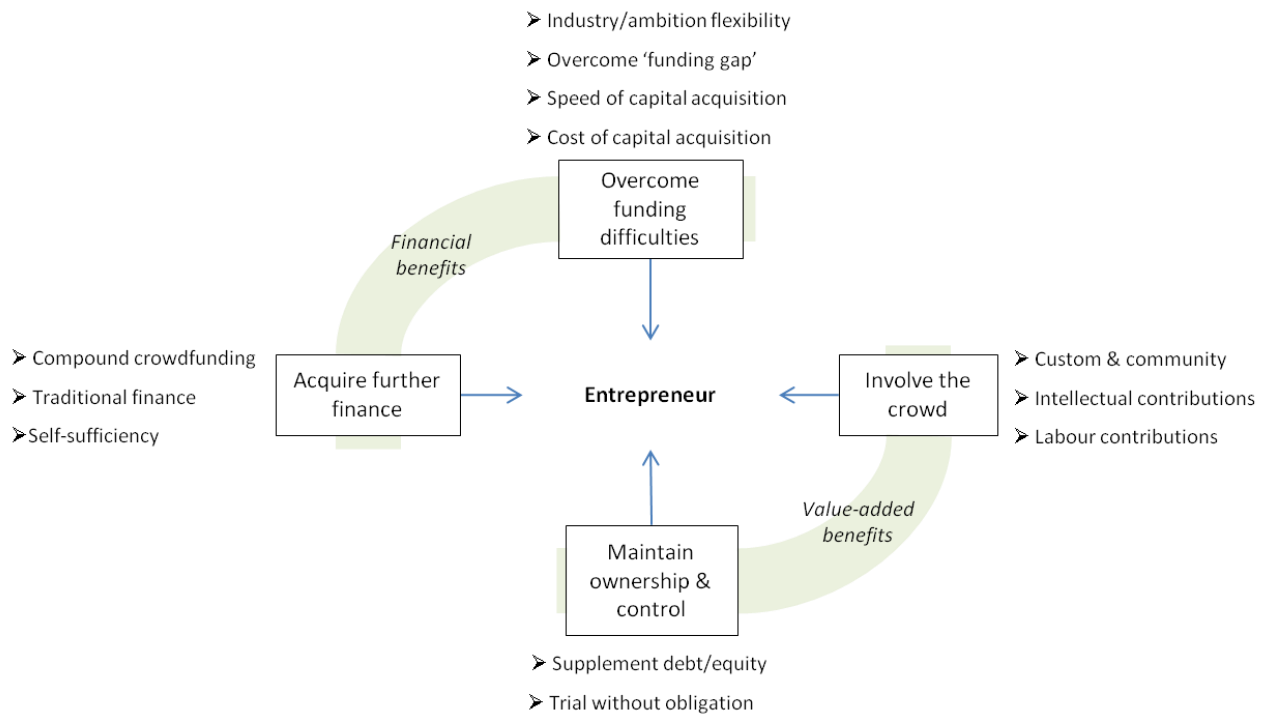 ➤ Industry/ambition flexibility
➤ Overcome ‘funding gap’
➤ Speed of capital acquisition
➤ Cost of capital acquisition
Overcome
funding
difficulties
Financial
benefits
➤ Compound crowdfunding
➤ Traditional finance
➤Self-sufficiency
Acquire further
finance
Entrepreneur
Involve the
crowd
➤ Custom & community
➤ Intellectual contributions
➤ Labour contributions
Value-added
benefits
Maintain
ownership &
control
➤ Supplement debt/equity
➤ Trial without obligation